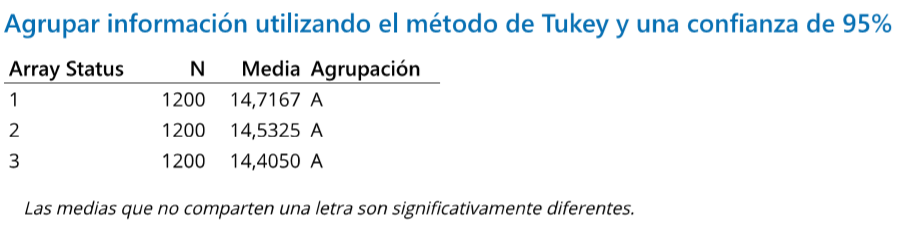 Agrupar información utilizando el método de Tukey y una confianza de 95%
Array Status N Media Agrupación
1 1200 14,7167 A
2 1200 14,5325 A
3 1200 14,4050 A
Las medias que no comparten una letra son significativamente diferentes.